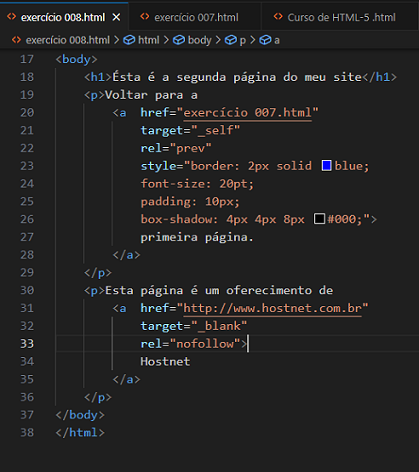 exercício 008.html × exercício 007.html Curso de HTML-5 .html
exercício 008.html > html > body > p > a
17 <body>
18 <h1>Ésta é a segunda página do meu site</h1>
19 <p>Voltar para a
20 <a href="exercício 007.html"
21 target="_self"
22 rel="prev"
23 style="border: 2px solid blue;
24 font-size: 20pt;
25 padding: 10px;
26 box-shadow: 4px 4px 8px #000;">
27 primeira página.
28 </a>
29 </p>
30 <p>Esta página é um oferecimento de
31 <a href="http://www.hostnet.com.br"
32 target="_blank"
33 rel="nofollow">
34 Hostnet
35 </a>
36 </p>
37 </body>
38 </html>